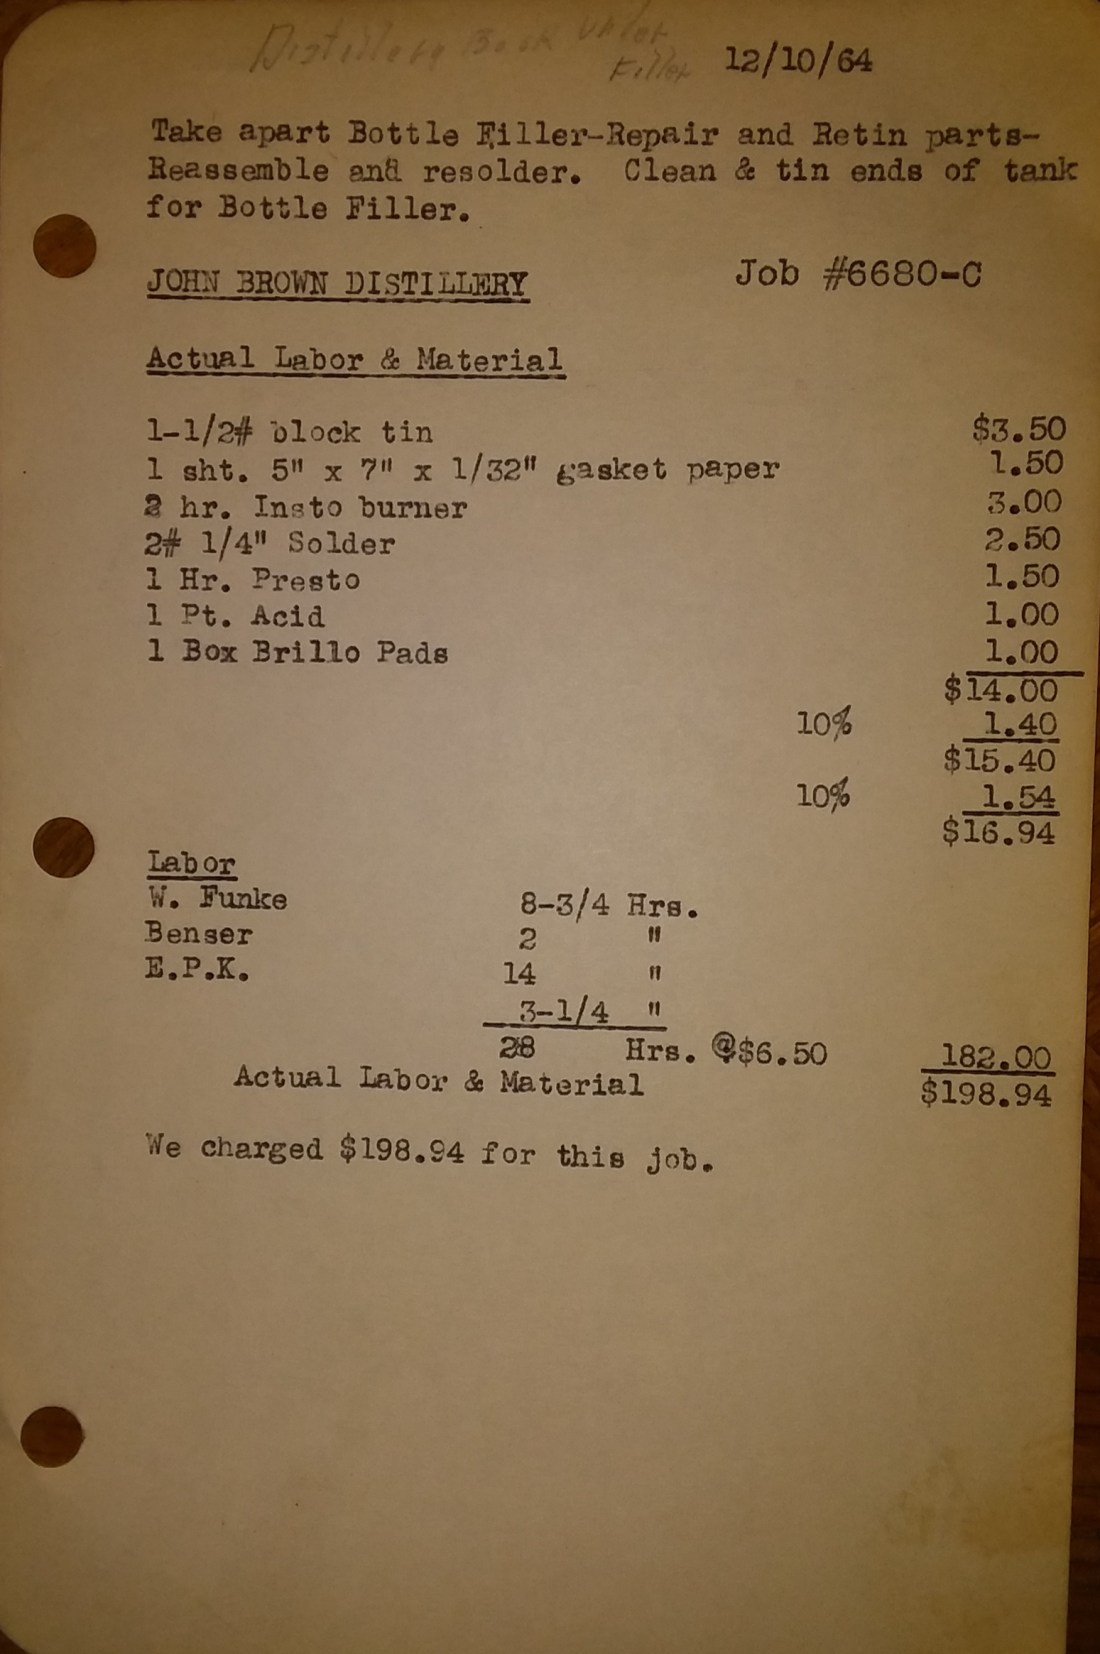 Distillery Book Under
Filler
12/10/64
Take apart Bottle Filler-Repair and Retin parts-
Reassemble and resolder. Clean & tin ends of tank
for Bottle Filler.
JOHN BROWN DISTILLERY Job #6680-C
Actual Labor & Material
1-1/2# block tin $3.50
1 sht. 5" x 7" x 1/32" gasket paper 1.50
2 hr. Insto burner 3.00
2# 1/4" Solder 2.50
1 Hr. Presto 1.50
1 Pt. Acid 1.00
1 Box Brillo Pads 1.00
$14.00
10% 1.40
$15.40
10% 1.54
$16.94
Labor
W. Funke 8-3/4 Hrs.
Benser 2 "
E.P.K. 14 "
3-1/4 "
28 Hrs. @$6.50 182.00
Actual Labor & Material $198.94
We charged $198.94 for this job.